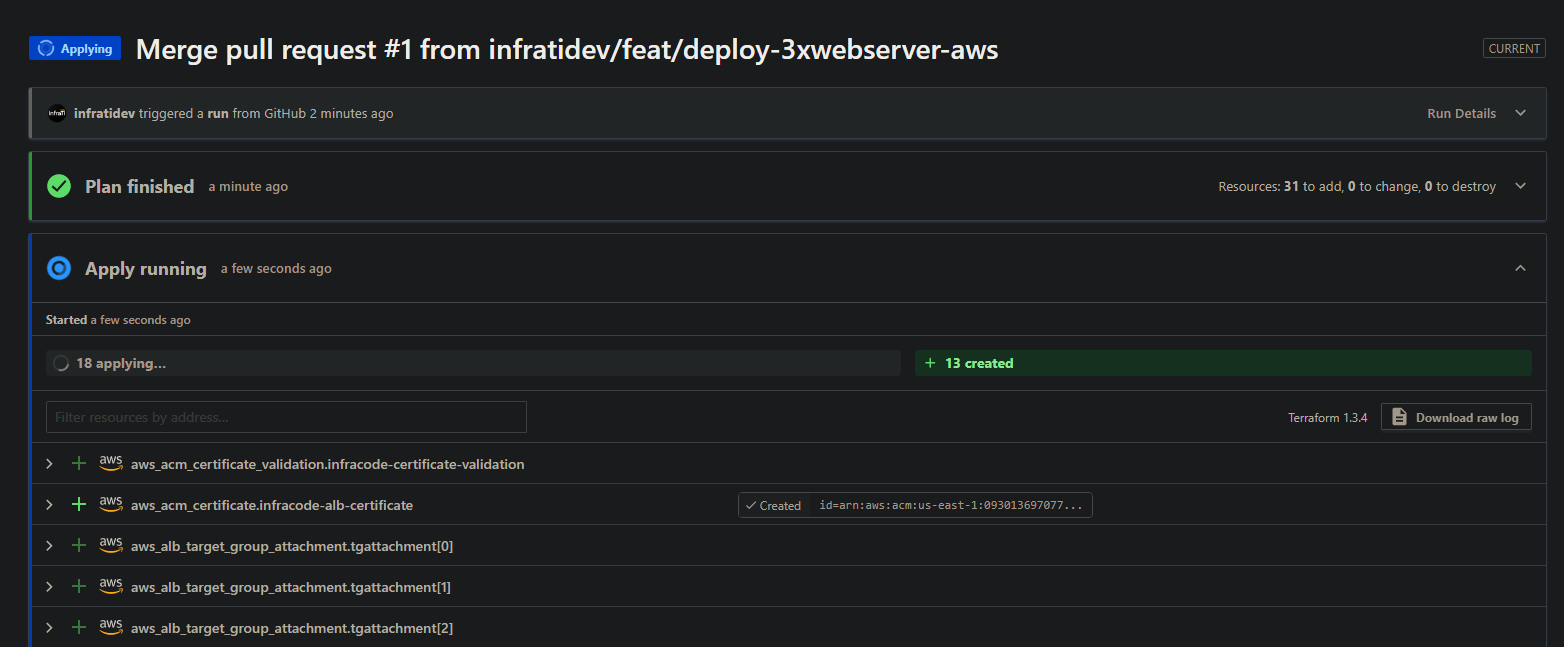 Applying Merge pull request #1 from infratidev/feat/deploy-3xwebserver-aws CURRENT
infraTI infratidev triggered a run from GitHub 2 minutes ago Run Details
Plan finished a minute ago Resources: 31 to add, 0 to change, 0 to destroy
Apply running a few seconds ago
Started a few seconds ago
18 applying... + 13 created
Filter resources by address... Terraform 1.3.4 Download raw log
aws aws_acm_certificate_validation.infracode-certificate-validation
aws aws_acm_certificate.infracode-alb-certificate Created id=arn:aws:acm:us-east-1:093013697077...
aws aws_alb_target_group_attachment.tgattachment[0]
aws aws_alb_target_group_attachment.tgattachment[1]
aws aws_alb_target_group_attachment.tgattachment[2]